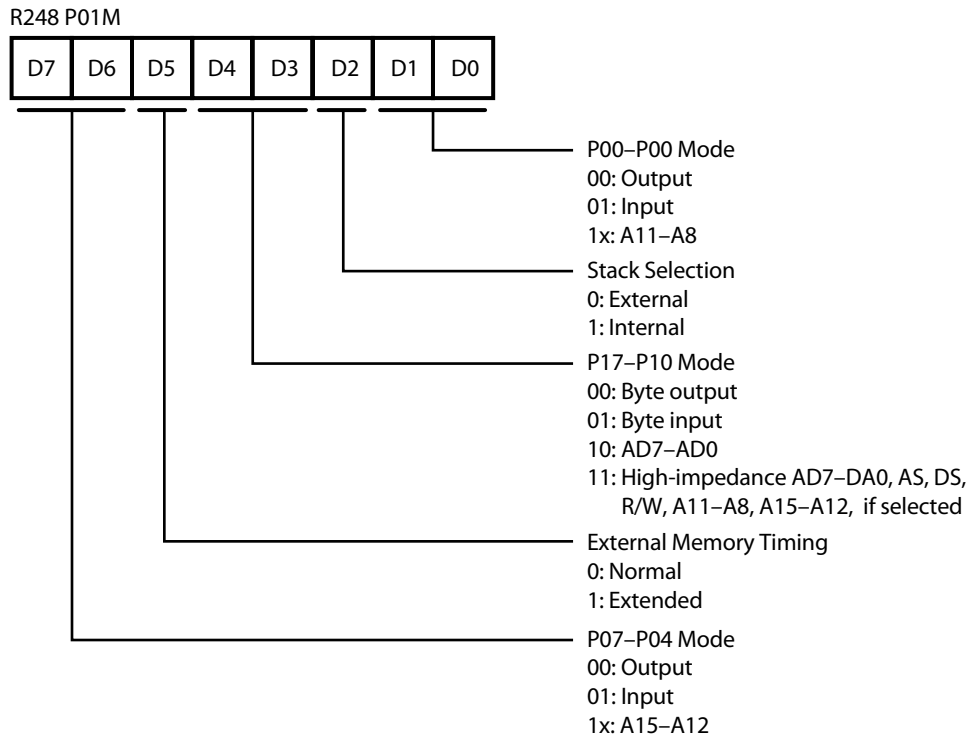 R248 P01M
D7 D6 D5 D4 D3 D2 D1 D0
P00–P00 Mode
00: Output
01: Input
1x: A11–A8
Stack Selection
0: External
1: Internal
P17–P10 Mode
00: Byte output
01: Byte input
10: AD7–AD0
11: High-impedance AD7–DA0, AS, DS,
R/W, A11–A8, A15–A12, if selected
External Memory Timing
0: Normal
1: Extended
P07–P04 Mode
00: Output
01: Input
1x: A15–A12